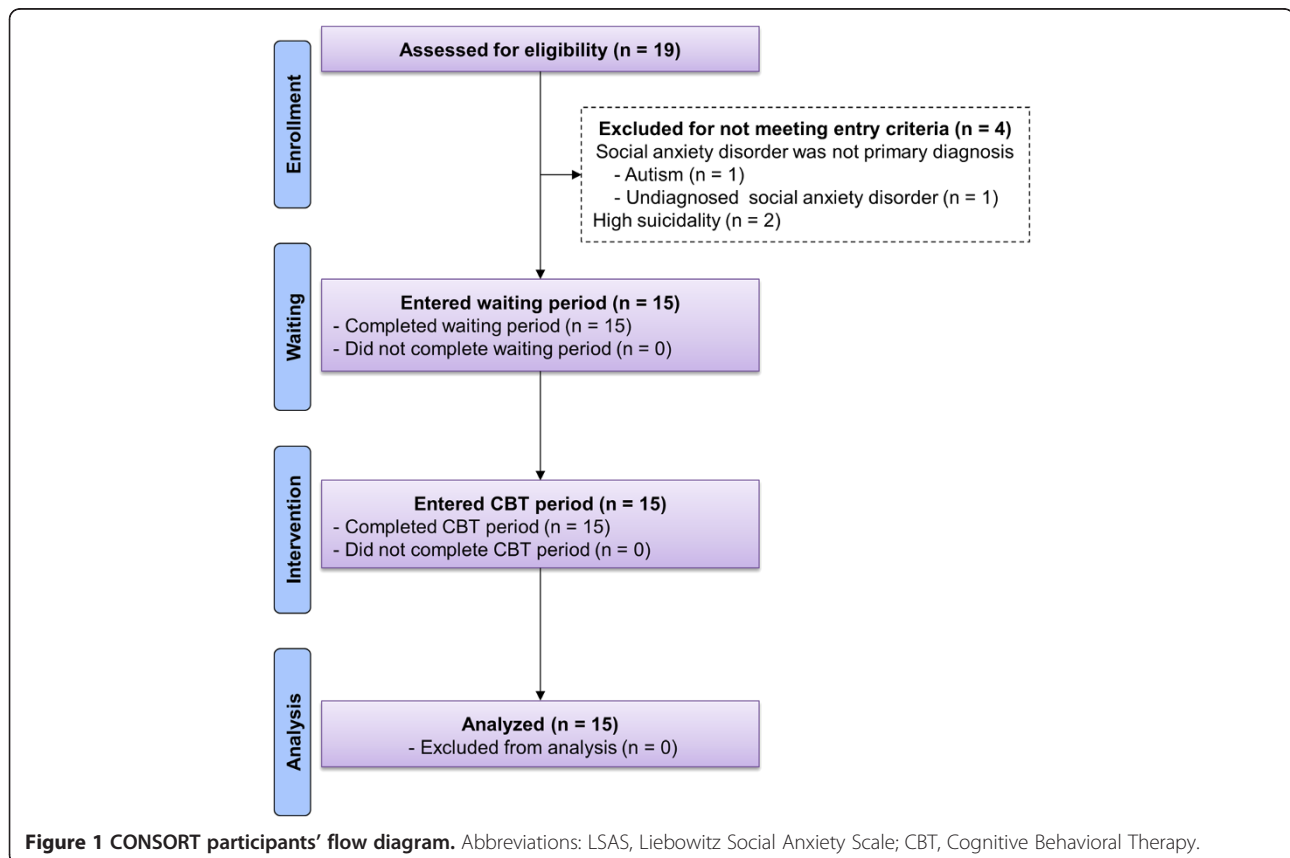 Enrollment
Assessed for eligibility (n = 19)
Excluded for not meeting entry criteria (n = 4)
Social anxiety disorder was not primary diagnosis
- Autism (n = 1)
- Undiagnosed social anxiety disorder (n = 1)
High suicidality (n = 2)
Waiting
Entered waiting period (n = 15)
- Completed waiting period (n = 15)
- Did not complete waiting period (n = 0)
Intervention
Entered CBT period (n = 15)
- Completed CBT period (n = 15)
- Did not complete CBT period (n = 0)
Analysis
Analyzed (n = 15)
- Excluded from analysis (n = 0)
Figure 1 CONSORT participants’ flow diagram. Abbreviations: LSAS, Liebowitz Social Anxiety Scale; CBT, Cognitive Behavioral Therapy.